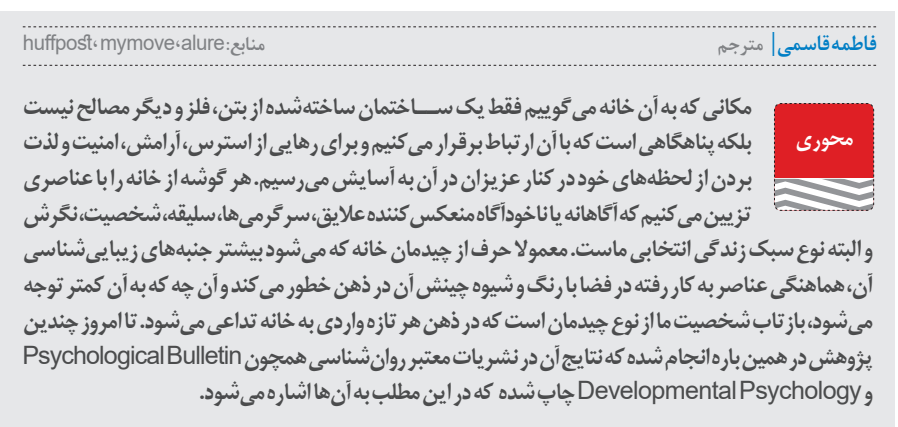 فاطمه قاسمی | مترجم
منابع:huffpost، mymove،alure
محوری
مکانی که به آن خانه می گوییم فقط یک ساختمان ساخته‌شده از بتن، فلز و دیگر مصالح نیست
بلکه پناهگاهی است که با آن ارتباط برقرار می کنیم و برای رهایی از استرس، آرامش، امنیت و لذت
بردن از لحظه‌های خود در کنار عزیزان در آن به آسایش می‌رسیم. هر گوشه از خانه را با عناصری
تزیین می کنیم که آگاهانه یا ناخودآگاه منعکس کننده علایق، سرگرمی‌ها، سلیقه، شخصیت، نگرش
و البته نوع سبک زندگی انتخابی ماست. معمولا حرف از چیدمان خانه که می‌شود بیشتر جنبه‌های زیبایی‌شناسی
آن، هماهنگی عناصر به کار رفته در فضا با رنگ و شیوه چینش آن در ذهن خطور می کند و آن چه که به آن کمتر توجه
می‌شود، بازتاب شخصیت ما از نوع چیدمان است که در ذهن هر تازه واردی به خانه تداعی می‌شود. تا امروز چندین
پژوهش در همین باره انجام شده که نتایج آن در نشریات معتبر روان‌شناسی همچون Psychological Bulletin
و Developmental Psychology چاپ شده که در این مطلب به آن‌ها اشاره می‌شود.